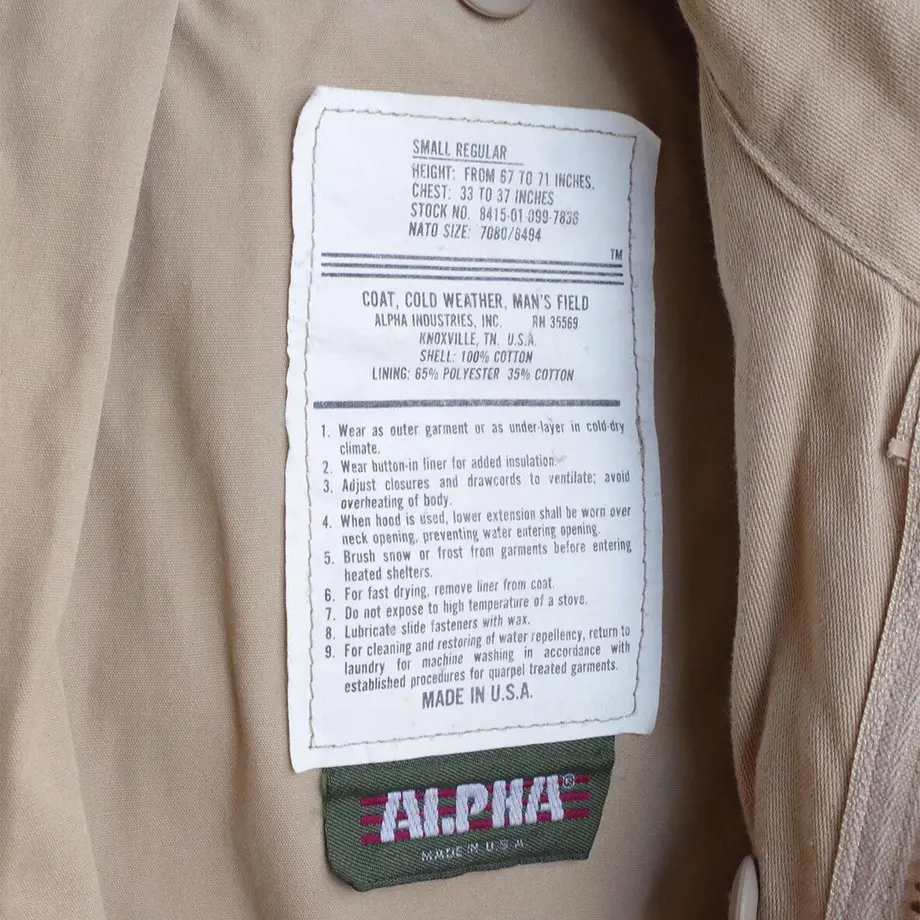 SMALL REGULAR
HEIGHT: FROM 67 TO 71 INCHES.
CHEST: 33 TO 37 INCHES
STOCK NO. 8415-01-099-7836
NATO SIZE: 7080/8494
TM
COAT, COLD WEATHER, MAN'S FIELD
ALPHA INDUSTRIES, INC. RN 35569
KNOXVILLE, TN. U.S.A.
SHELL: 100% COTTON
LINING: 65% POLYESTER 35% COTTON
1. Wear as outer garment or as under-layer in cold-dry
climate.
2. Wear button-in liner for added insulation.
3. Adjust closures and drawcords to ventilate; avoid
overheating of body.
4. When hood is used, lower extension shall be worn over
neck opening, preventing water entering opening.
5. Brush snow or frost from garments before entering
heated shelters.
6. For fast drying, remove liner from coat.
7. Do not expose to high temperature of a stove.
8. Lubricate slide fasteners with wax.
9. For cleaning and restoring of water repellency, return to
laundry for machine washing in accordance with
established procedures for quarpel treated garments.
MADE IN U.S.A.
ALPHA®
MADE IN U.S.A.